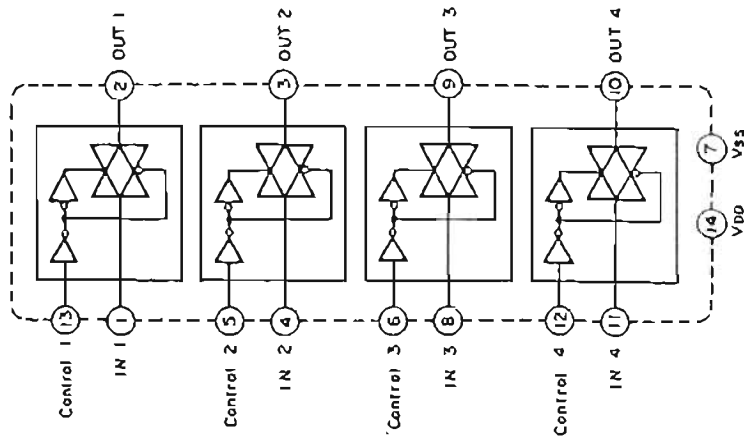 Control 1 13
IN 1 1
2 OUT 1
Control 2 5
IN 2 4
3 OUT 2
Control 3 6
IN 3 8
9 OUT 3
Control 4 12
IN 4 11
10 OUT 4
14 VDD
7 VSS